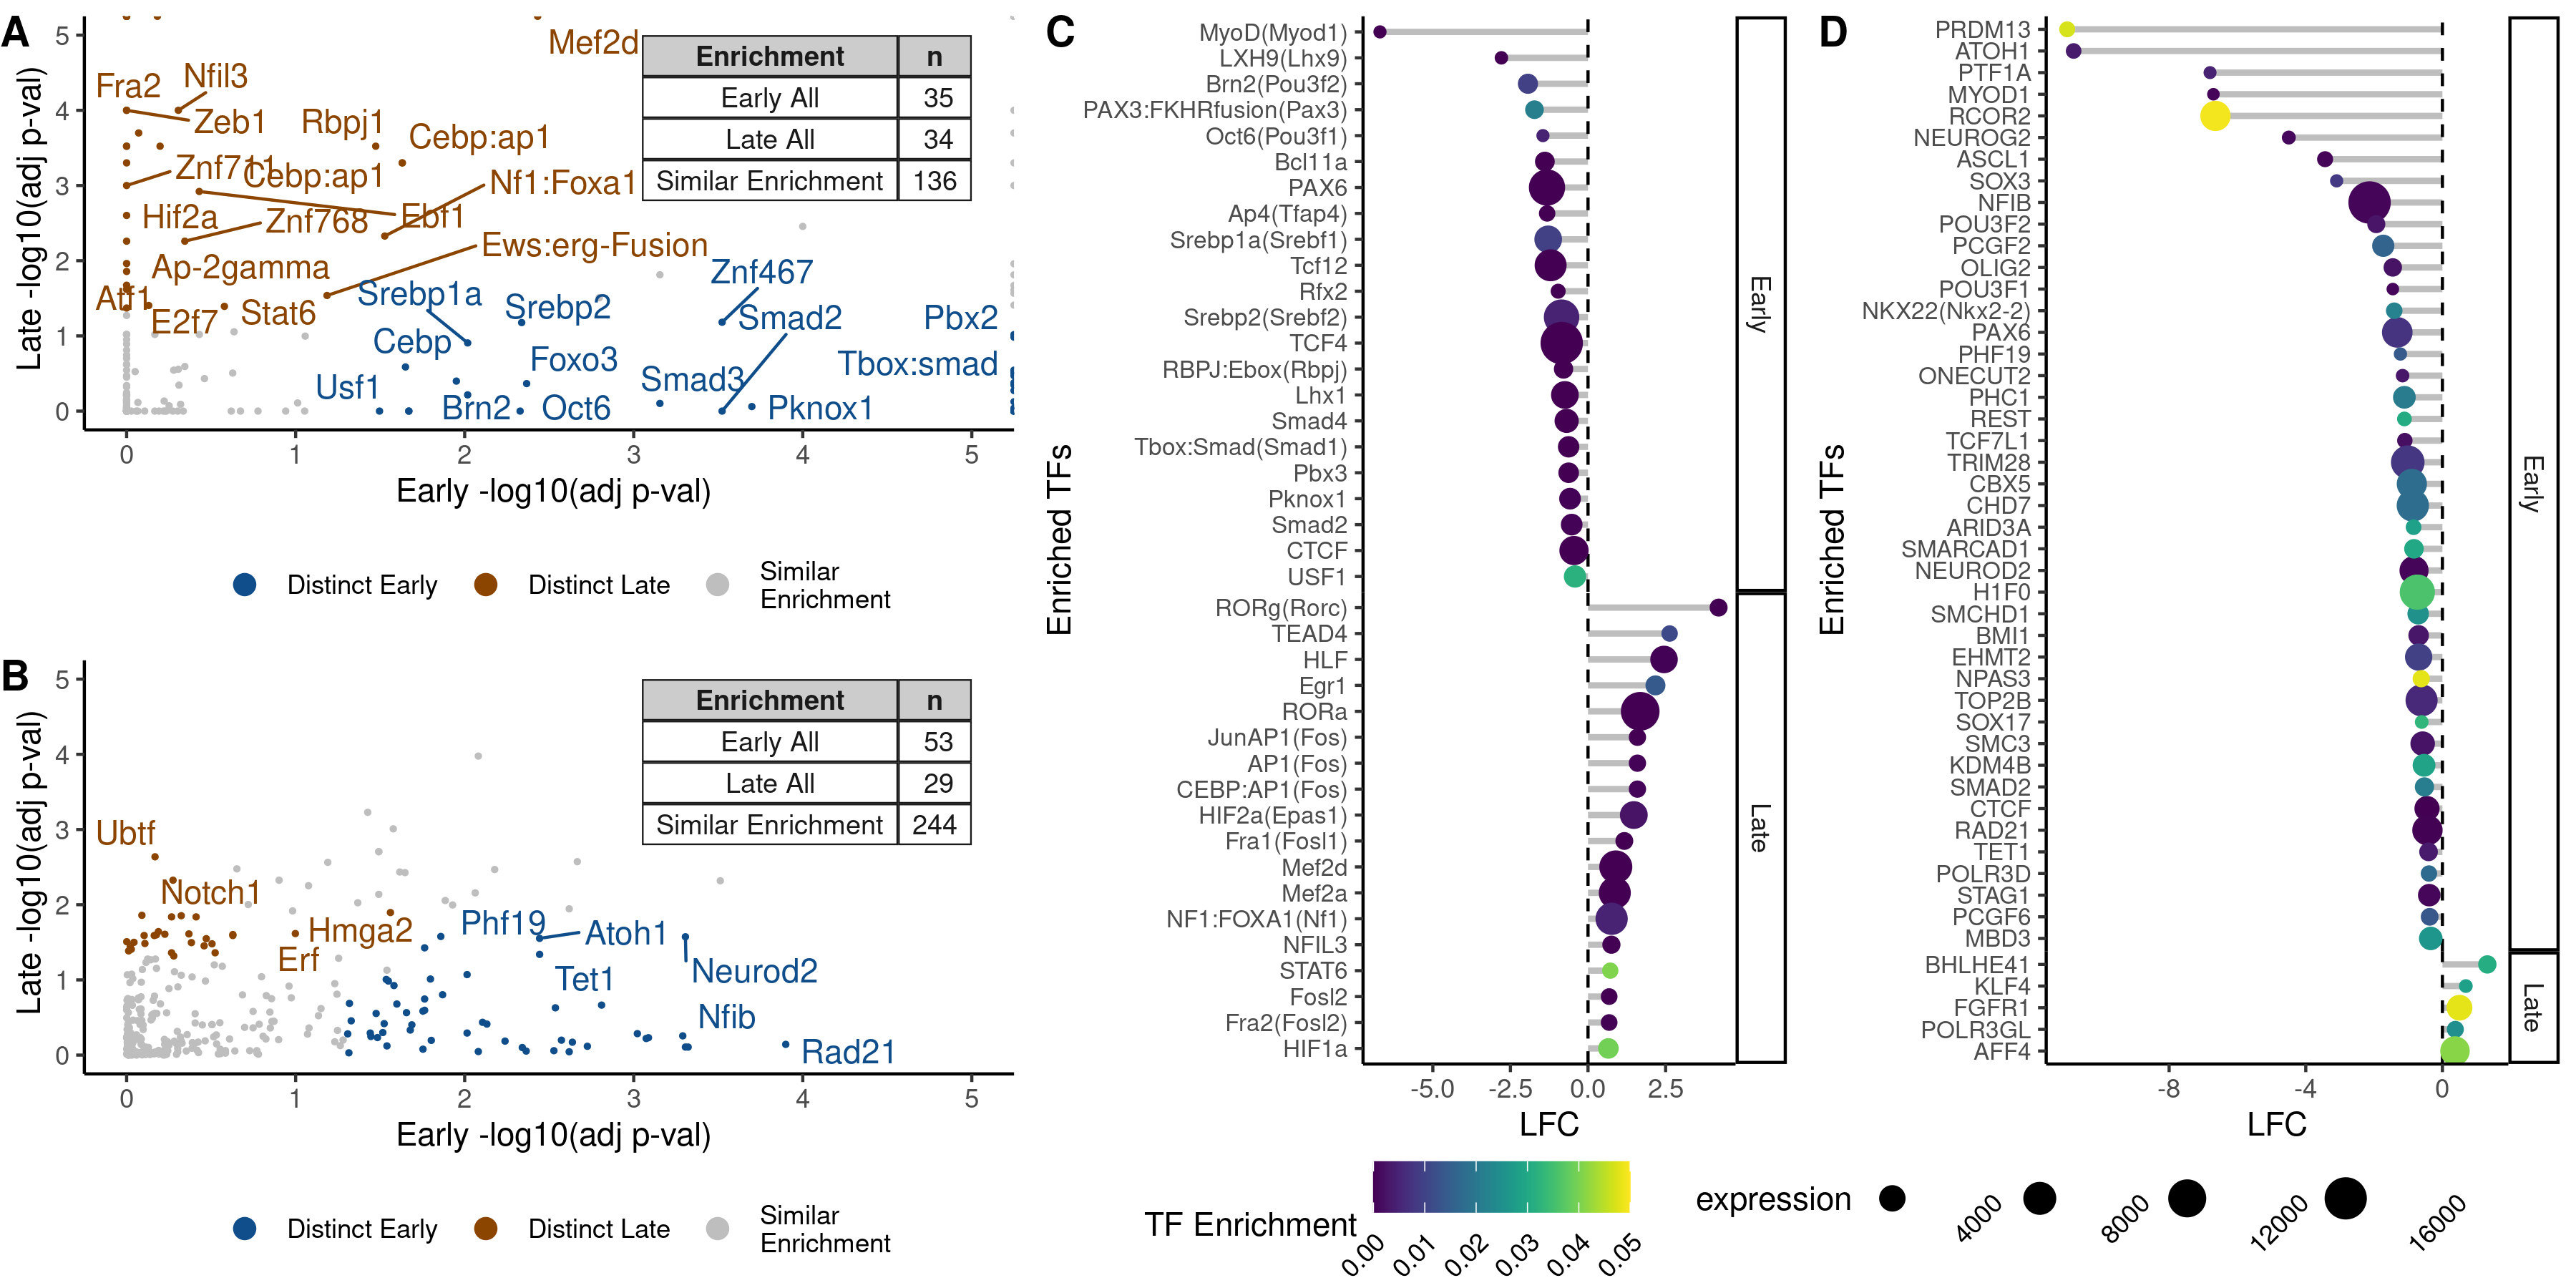 A
Late -log10(adj p-val)
5
4
3
2
1
0
Mef2d
Fra2
Nfil3
Zeb1
Rbpj1
Cebp:ap1
Znf711
Cebp:ap1
Nf1:Foxa1
Hif2a
Znf768
Ebf1
Ews:erg-Fusion
Ap-2gamma
Atf1
E2f7
Stat6
Srebp1a
Srebp2
Znf467
Smad2
Pbx2
Cebp
Foxo3
Smad3
Tbox:smad
Usf1
Brn2
Oct6
Pknox1
Enrichment n
Early All 35
Late All 34
Similar Enrichment 136
0 1 2 3 4 5
Early -log10(adj p-val)
Distinct Early
Distinct Late
Similar
Enrichment
B
Late -log10(adj p-val)
5
4
3
2
1
0
Enrichment n
Early All 53
Late All 29
Similar Enrichment 244
Ubtf
Notch1
Hmga2
Erf
Phf19
Atoh1
Tet1
Neurod2
Nfib
Rad21
0 1 2 3 4 5
Early -log10(adj p-val)
Distinct Early
Distinct Late
Similar
Enrichment
C
Enriched TFs
MyoD(Myod1)
LXH9(Lhx9)
Brn2(Pou3f2)
PAX3:FKHRfusion(Pax3)
Oct6(Pou3f1)
Bcl11a
PAX6
Ap4(Tfap4)
Srebp1a(Srebf1)
Tcf12
Rfx2
Srebp2(Srebf2)
TCF4
RBPJ:Ebox(Rbpj)
Lhx1
Smad4
Tbox:Smad(Smad1)
Pbx3
Pknox1
Smad2
CTCF
USF1
RORg(Rorc)
TEAD4
HLF
Egr1
RORa
JunAP1(Fos)
AP1(Fos)
CEBP:AP1(Fos)
HIF2a(Epas1)
Fra1(Fosl1)
Mef2d
Mef2a
NF1:FOXA1(Nf1)
NFIL3
STAT6
Fosl2
Fra2(Fosl2)
HIF1a
Early
Late
-5.0 -2.5 0.0 2.5
LFC
D
Enriched TFs
PRDM13
ATOH1
PTF1A
MYOD1
RCOR2
NEUROG2
ASCL1
SOX3
NFIB
POU3F2
PCGF2
OLIG2
POU3F1
NKX22(Nkx2-2)
PAX6
PHF19
ONECUT2
PHC1
REST
TCF7L1
TRIM28
CBX5
CHD7
ARID3A
SMARCAD1
NEUROD2
H1F0
SMCHD1
BMI1
EHMT2
NPAS3
TOP2B
SOX17
SMC3
KDM4B
SMAD2
CTCF
RAD21
TET1
POLR3D
STAG1
PCGF6
MBD3
BHLHE41
KLF4
FGFR1
POLR3GL
AFF4
Early
Late
-8 -4 0
LFC
TF Enrichment
0.00 0.01 0.02 0.03 0.04 0.05
expression
4000 8000 12000 16000